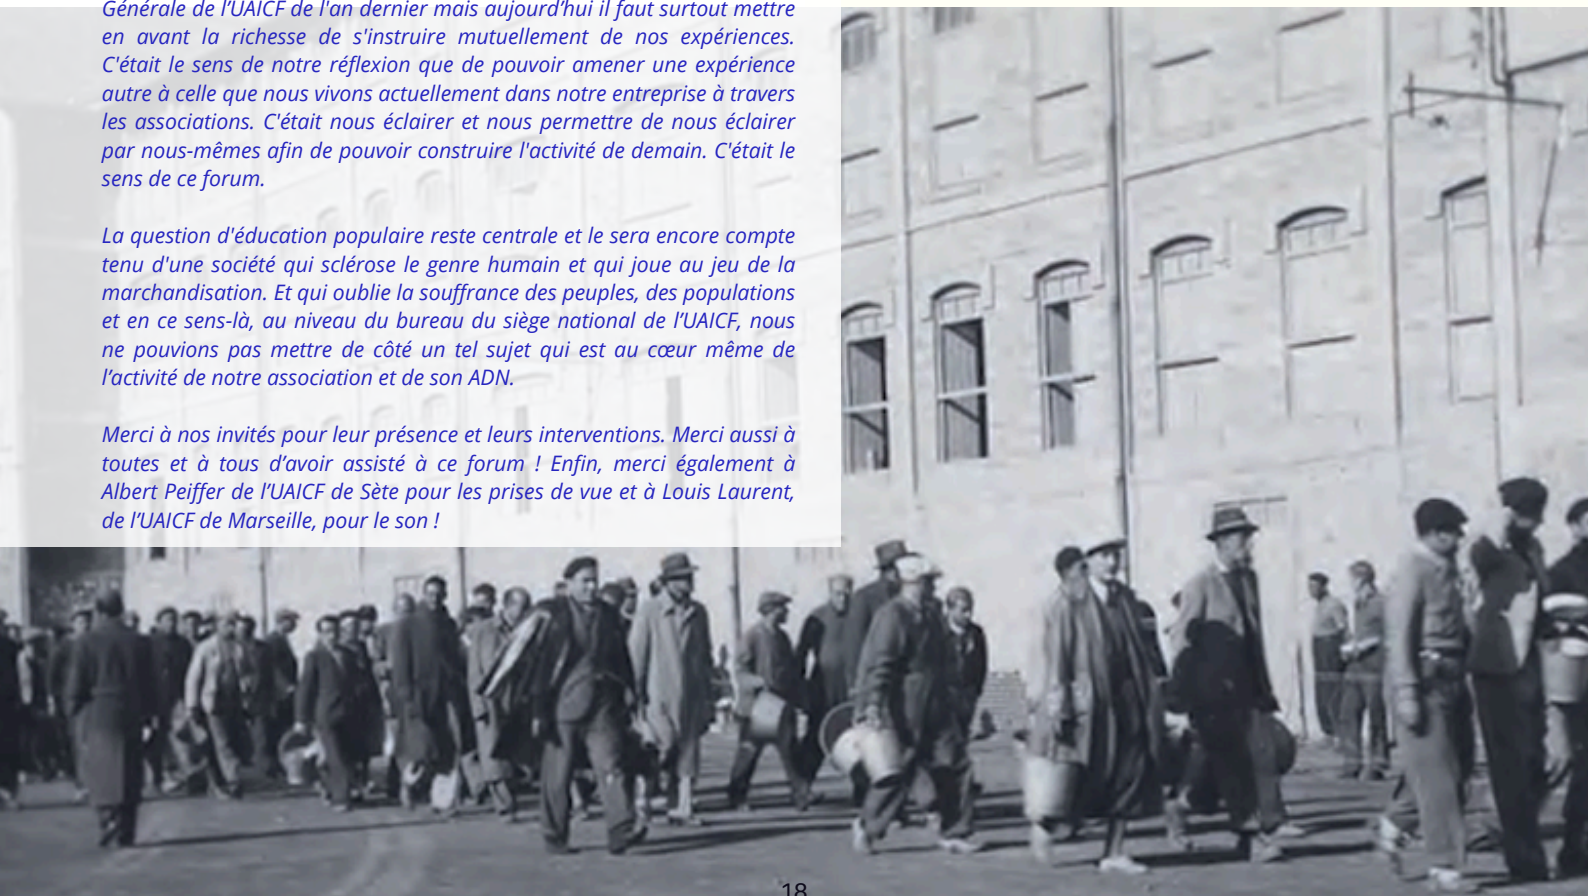 Générale de l’UAICF de l'an dernier mais aujourd’hui il faut surtout mettre
en avant la richesse de s'instruire mutuellement de nos expériences.
C'était le sens de notre réflexion que de pouvoir amener une expérience
autre à celle que nous vivons actuellement dans notre entreprise à travers
les associations. C'était nous éclairer et nous permettre de nous éclairer
par nous-mêmes afin de pouvoir construire l'activité de demain. C'était le
sens de ce forum.
La question d'éducation populaire reste centrale et le sera encore compte
tenu d'une société qui sclérose le genre humain et qui joue au jeu de la
marchandisation. Et qui oublie la souffrance des peuples, des populations
et en ce sens-là, au niveau du bureau du siège national de l’UAICF, nous
ne pouvions pas mettre de côté un tel sujet qui est au cœur même de
l’activité de notre association et de son ADN.
Merci à nos invités pour leur présence et leurs interventions. Merci aussi à
toutes et à tous d’avoir assisté à ce forum ! Enfin, merci également à
Albert Peiffer de l’UAICF de Sète pour les prises de vue et à Louis Laurent,
de l’UAICF de Marseille, pour le son !
18